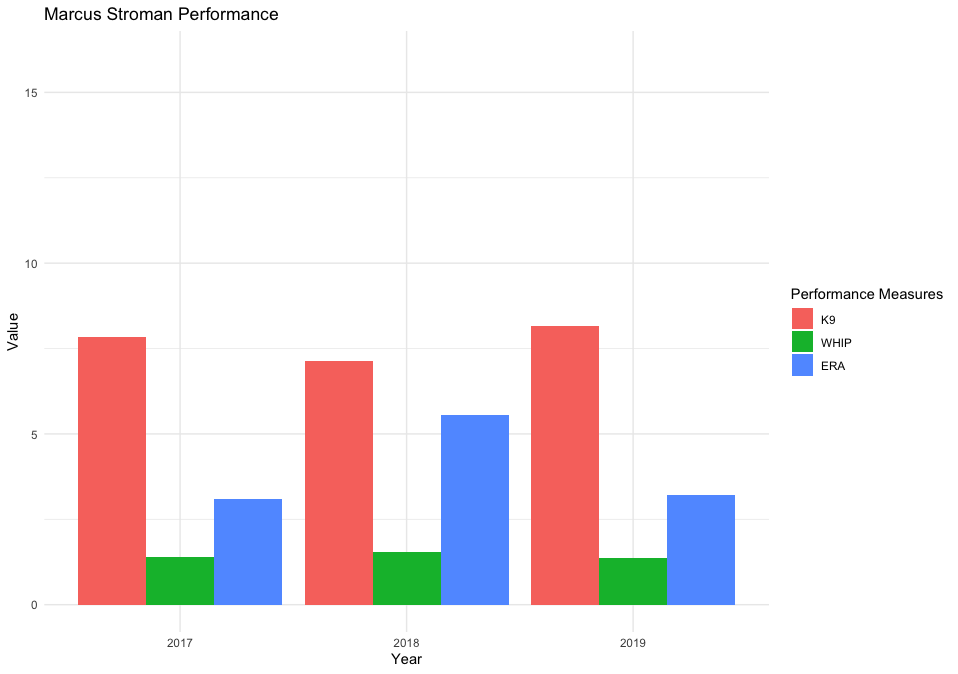 Marcus Stroman Performance
15
10
5
0
Value
2017
2018
2019
Year
Performance Measures
K9
WHIP
ERA